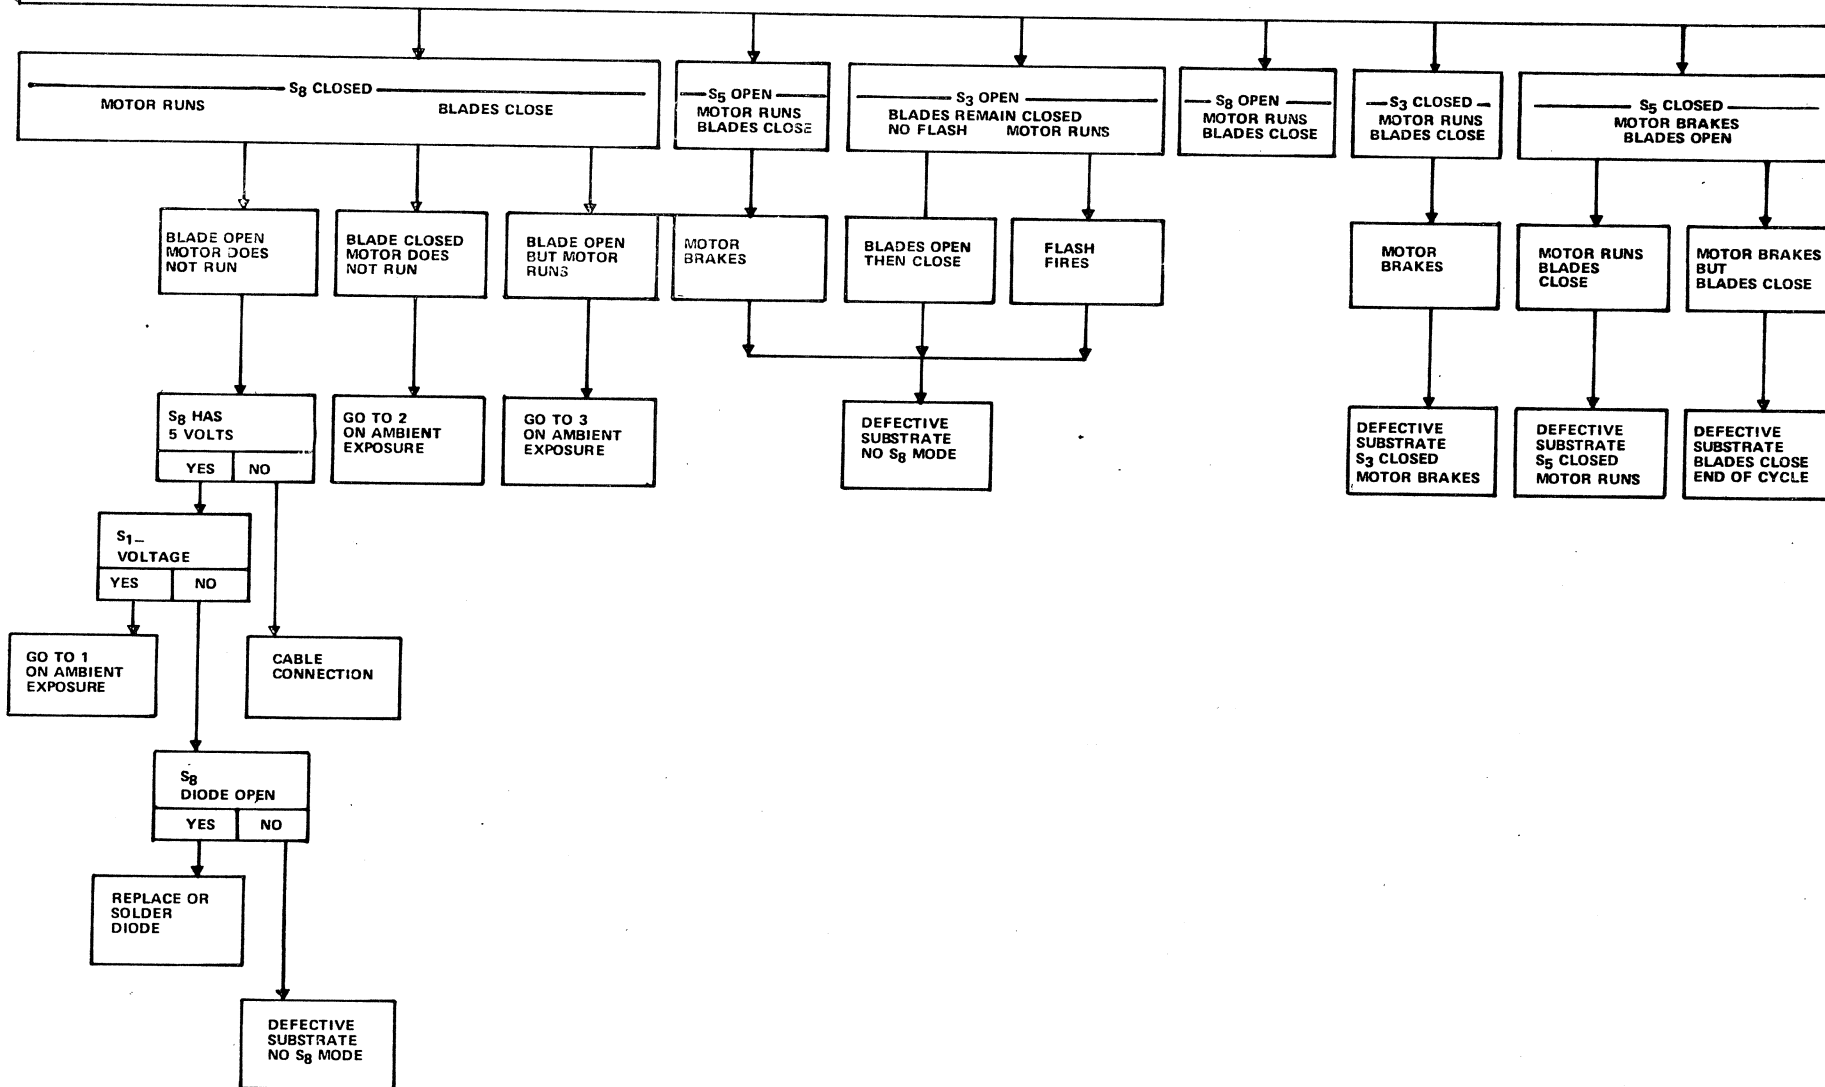 S8 CLOSED
MOTOR RUNS
BLADES CLOSE
S5 OPEN
MOTOR RUNS
BLADES CLOSE
S3 OPEN
BLADES REMAIN CLOSED
NO FLASH MOTOR RUNS
S8 OPEN
MOTOR RUNS
BLADES CLOSE
S3 CLOSED
MOTOR RUNS
BLADES CLOSE
S5 CLOSED
MOTOR BRAKES
BLADES OPEN
BLADE OPEN
MOTOR DOES
NOT RUN
BLADE CLOSED
MOTOR DOES
NOT RUN
BLADE OPEN
BUT MOTOR
RUNS
MOTOR
BRAKES
BLADES OPEN
THEN CLOSE
FLASH
FIRES
MOTOR
BRAKES
MOTOR RUNS
BLADES
CLOSE
MOTOR BRAKES
BUT
BLADES CLOSE
S8 HAS
5 VOLTS
YES NO
GO TO 2
ON AMBIENT
EXPOSURE
GO TO 3
ON AMBIENT
EXPOSURE
DEFECTIVE
SUBSTRATE
NO S8 MODE
DEFECTIVE
SUBSTRATE
S3 CLOSED
MOTOR BRAKES
DEFECTIVE
SUBSTRATE
S5 CLOSED
MOTOR RUNS
DEFECTIVE
SUBSTRATE
BLADES CLOSE
END OF CYCLE
S1_
VOLTAGE
YES NO
GO TO 1
ON AMBIENT
EXPOSURE
CABLE
CONNECTION
S8
DIODE OPEN
YES NO
REPLACE OR
SOLDER
DIODE
DEFECTIVE
SUBSTRATE
NO S8 MODE